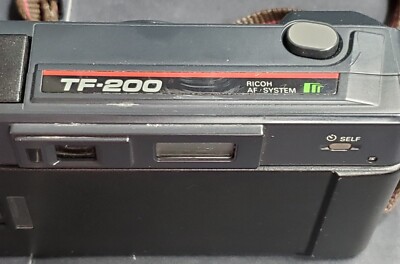 TF-200
RICOH
AF/SYSTEM
SELF